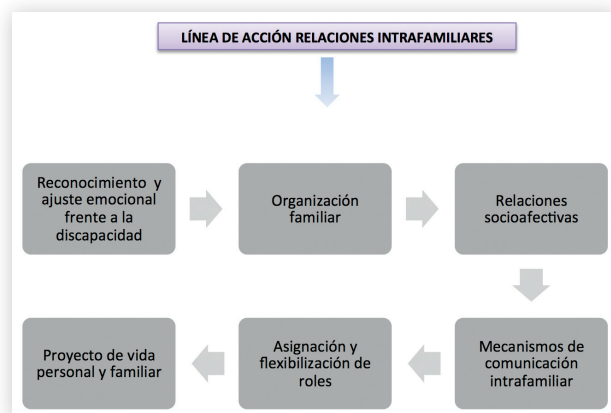 LÍNEA DE ACCIÓN RELACIONES INTRAFAMILIARES
Reconocimiento y
ajuste emocional
frente a la
discapacidad
Organización
familiar
Relaciones
socioafectivas
Mecanismos de
comunicación
intrafamiliar
Asignación y
flexibilización de
roles
Proyecto de vida
personal y familiar